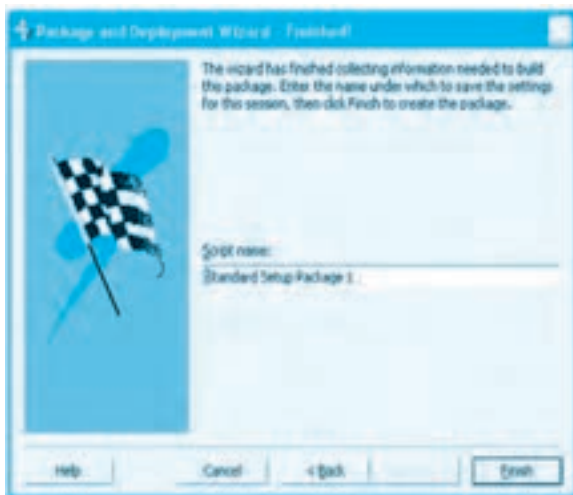 Package and Deployment Wizard - Finished!
The wizard has finished collecting information needed to build
this package. Enter the name under which to save the settings
for this session, then click Finish to create the package.
Script name:
Standard Setup Package 1
Help
Cancel
< Back
Finish